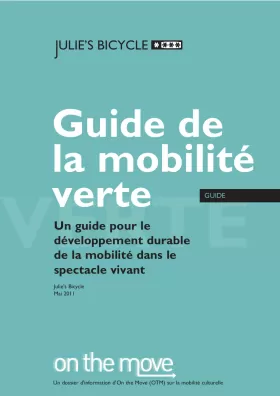 JULIE'S BICYCLE
Guide de
la mobilité
verte
GUIDE
VERTE
Un guide pour le
développement durable
de la mobilité dans le
spectacle vivant
Julie's Bicycle
Mai 2011
on the move
Un dossier d'information d'On the Move (OTM) sur la mobilité culturelle